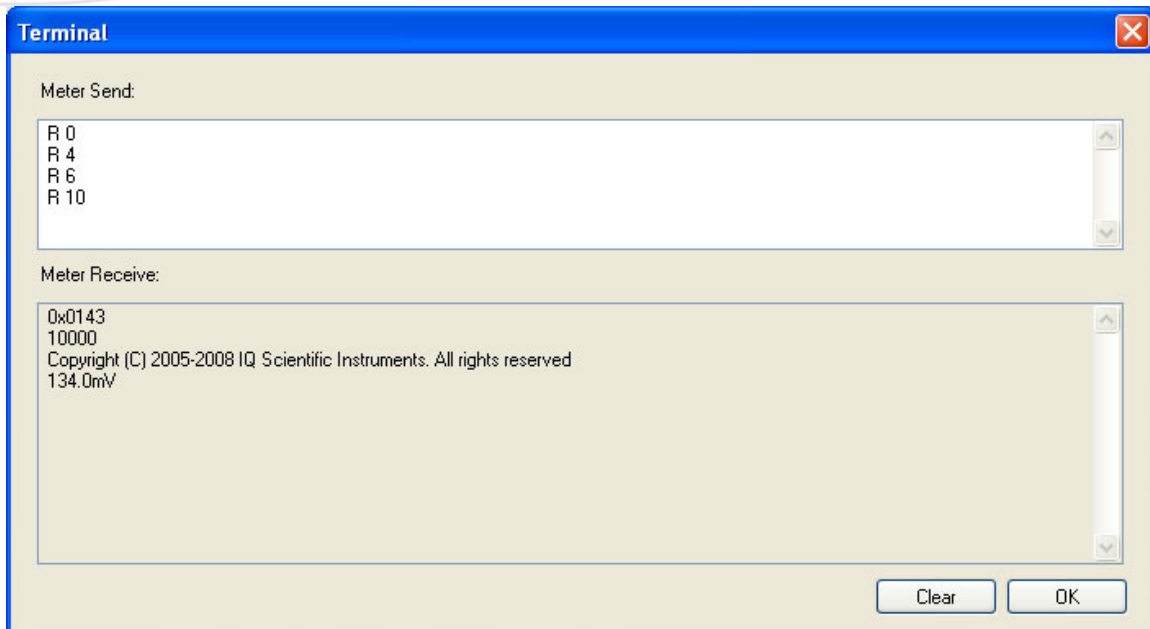 Terminal
Meter Send:
R 0
R 4
R 6
R 10
Meter Receive:
0x0143
10000
Copyright (C) 2005-2008 IQ Scientific Instruments. All rights reserved
134.0mV
Clear
OK